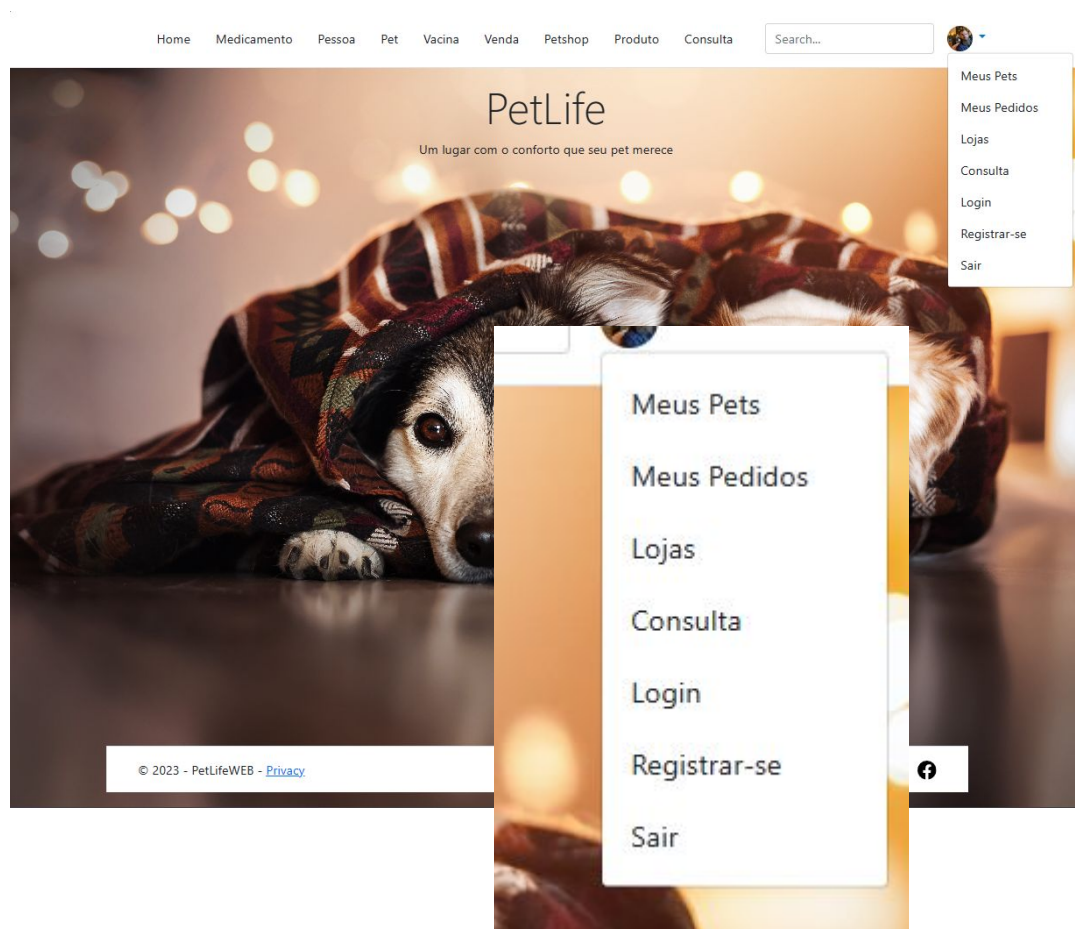 Home Medicamento Pessoa Pet Vacina Venda Petshop Produto Consulta Search...
Meus Pets
Meus Pedidos
Lojas
Consulta
Login
Registrar-se
Sair
PetLife
Um lugar com o conforto que seu pet merece
Meus Pets
Meus Pedidos
Lojas
Consulta
Login
Registrar-se
Sair
© 2023 - PetLifeWEB - Privacy